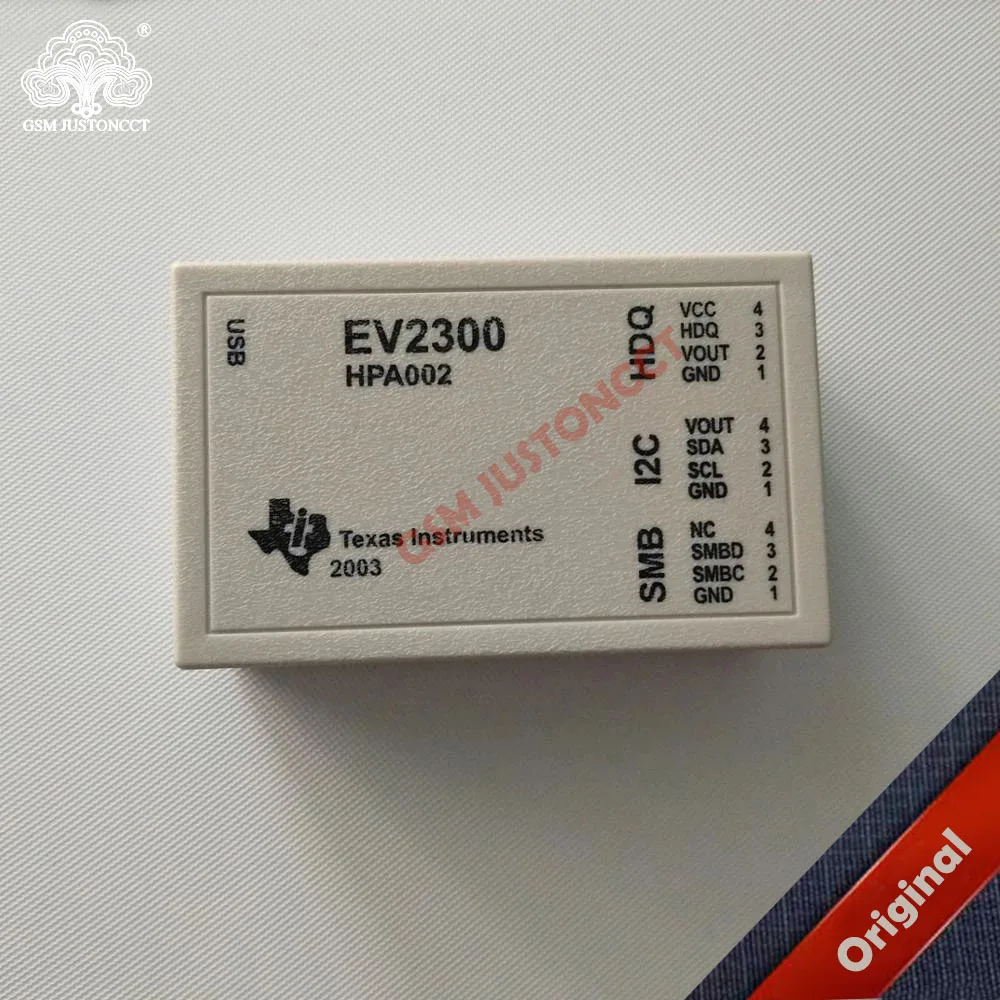 ®
GSM JUSTONCCT
USB
EV2300
HPA002
Texas Instruments
2003
HDQ
VCC 4
HDQ 3
VOUT 2
GND 1
I2C
VOUT 4
SDA 3
SCL 2
GND 1
SMB
NC 4
SMBD 3
SMBC 2
GND 1
GSM JUSTONCCT
Original